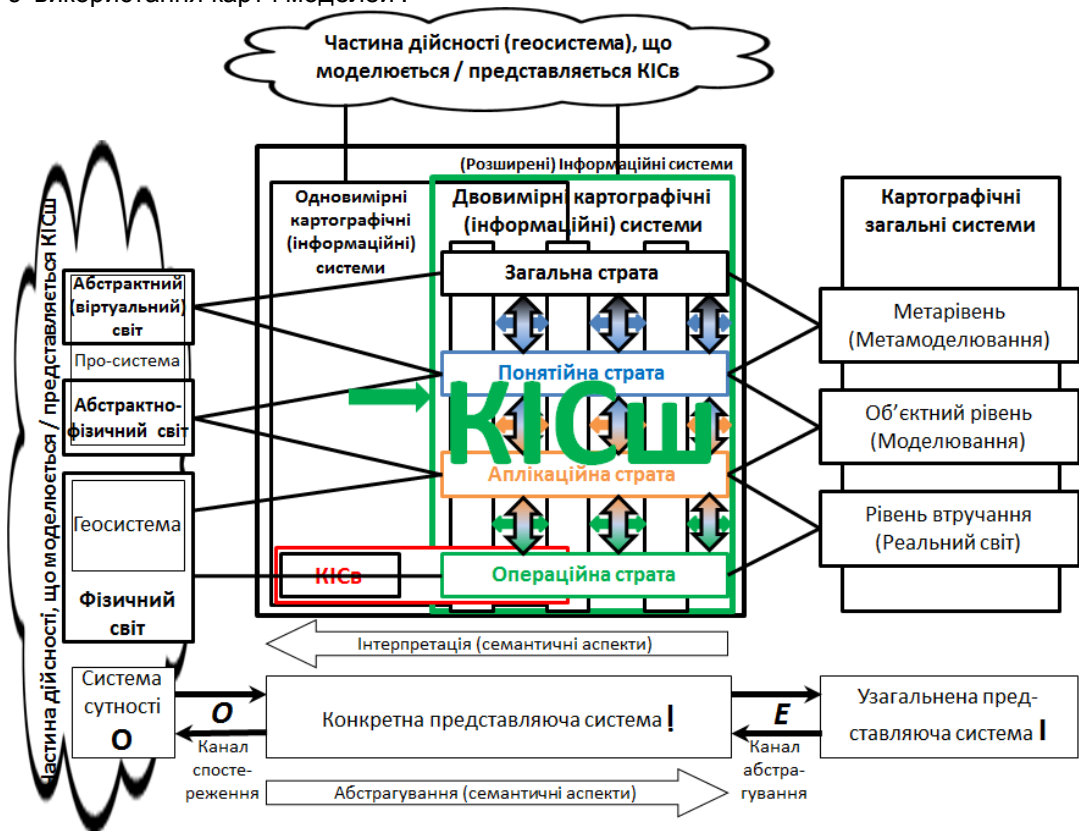 Частина дійсності (геосистема), що
моделюється / представляється КІСв
Частина дійсності, що моделюється / представляється КІСш
(Розширені) Інформаційні системи
Одновимірні
картографічні
(інформаційні)
системи
Двовимірні картографічні
(інформаційні) системи
Картографічні
загальні системи
Загальна страта
Понятійна страта
КІСш
Аплікаційна страта
Операційна страта
КІСв
Абстрактний
(віртуальний)
світ
Про-система
Абстрактно-
фізичний світ
Геосистема
Фізичний
світ
Метарівень
(Метамоделювання)
Об’єктний рівень
(Моделювання)
Рівень втручання
(Реальний світ)
Інтерпретація (семантичні аспекти)
Система
сутності
О
О
Канал
спосте-
реження
Конкретна представляюча система
Е
Канал
абстра-
гування
Узагальнена пред-
ставляюча система І
Абстрагування (семантичні аспекти)